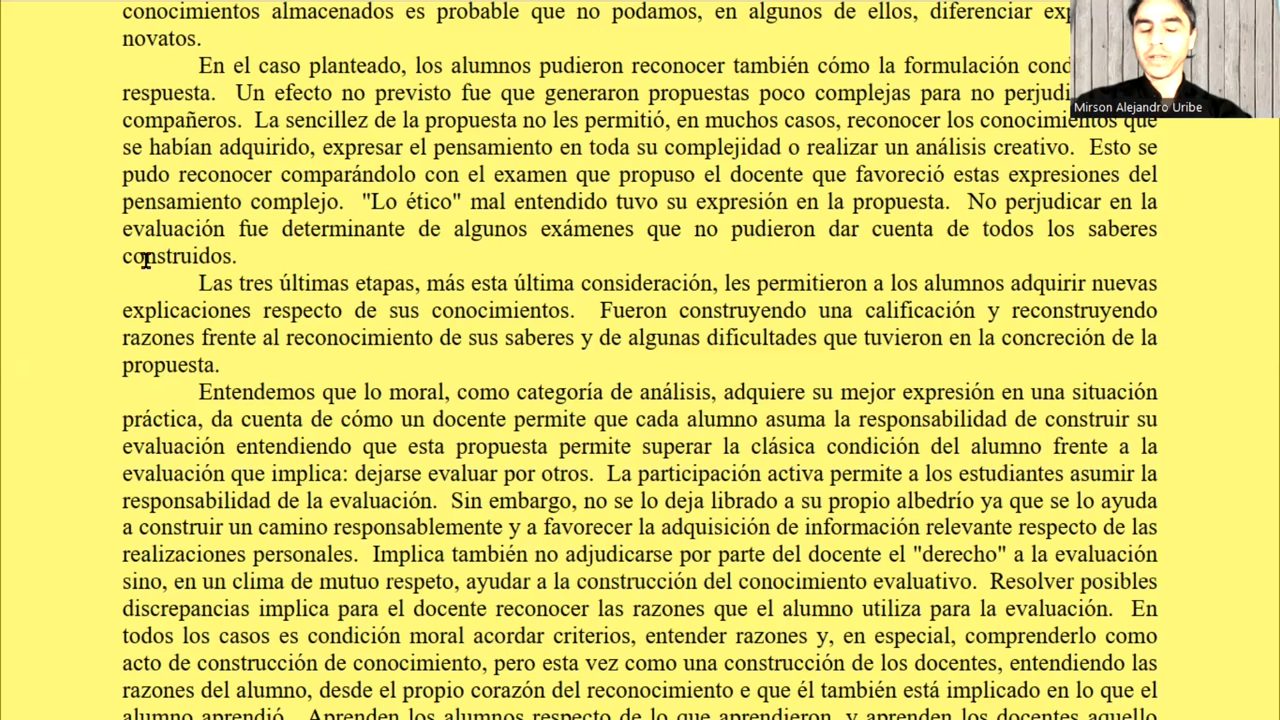 conocimientos almacenados es probable que no podamos, en algunos de ellos, diferenciar
novatos.
En el caso planteado, los alumnos pudieron reconocer también cómo la formulación
respuesta. Un efecto no previsto fue que generaron propuestas poco complejas para no
compañeros. La sencillez de la propuesta no les permitió, en muchos casos, reconocer los conocimientos que
se habían adquirido, expresar el pensamiento en toda su complejidad o realizar un análisis creativo. Esto se
pudo reconocer comparándolo con el examen que propuso el docente que favoreció estas expresiones del
pensamiento complejo. "Lo ético" mal entendido tuvo su expresión en la propuesta. No perjudicar en la
evaluación fue determinante de algunos exámenes que no pudieron dar cuenta de todos los saberes
construidos.
Las tres últimas etapas, más esta última consideración, les permitieron a los alumnos adquirir nuevas
explicaciones respecto de sus conocimientos. Fueron construyendo una calificación y reconstruyendo
razones frente al reconocimiento de sus saberes y de algunas dificultades que tuvieron en la concreción de la
propuesta.
Entendemos que lo moral, como categoría de análisis, adquiere su mejor expresión en una situación
práctica, da cuenta de cómo un docente permite que cada alumno asuma la responsabilidad de construir su
evaluación entendiendo que esta propuesta permite superar la clásica condición del alumno frente a la
evaluación que implica: dejarse evaluar por otros. La participación activa permite a los estudiantes asumir la
responsabilidad de la evaluación. Sin embargo, no se lo deja librado a su propio albedrío ya que se lo ayuda
a construir un camino responsablemente y a favorecer la adquisición de información relevante respecto de las
realizaciones personales. Implica también no adjudicarse por parte del docente el "derecho" a la evaluación
sino, en un clima de mutuo respeto, ayudar a la construcción del conocimiento evaluativo. Resolver posibles
discrepancias implica para el docente reconocer las razones que el alumno utiliza para la evaluación. En
todos los casos es condición moral acordar criterios, entender razones y, en especial, comprenderlo como
acto de construcción de conocimiento, pero esta vez como una construcción de los docentes, entendiendo las
razones del alumno, desde el propio corazón del reconocimiento e que él también está implicado en lo que el
alumno aprendió. Aprenden los alumnos respecto de lo que aprendieron, y aprenden los docentes aquello
Mirson Alejandro Uribe